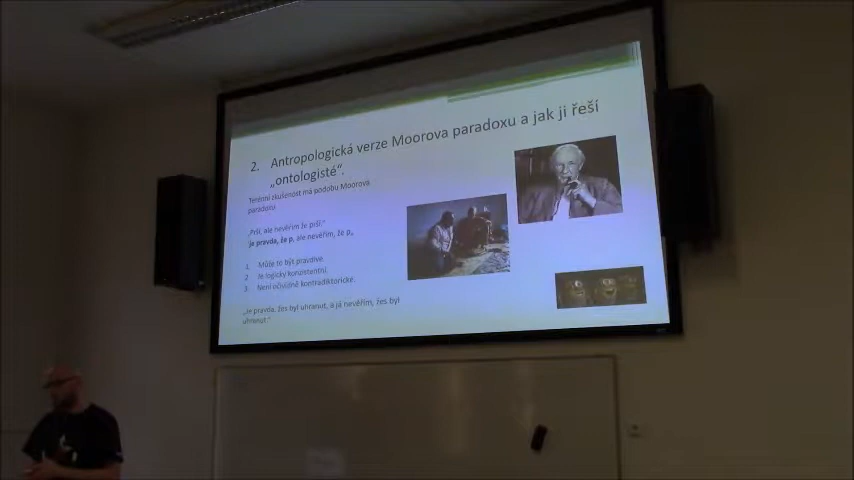 2. Antropologická verze Moorova paradoxu a jak ji řeší
„ontologisté“.
Terénní zkušenost má podobu Moorova
paradoxu
„Prší, ale nevěřím že prší.“
je pravda, že p, ale nevěřím, že p„
1. Může to být pravdivé.
2 Je logicky konzistentní.
3. Není očividně kontradiktorické.
„Je pravda, žes byl uhranut, a já nevěřím, žes byl
uhranut.“